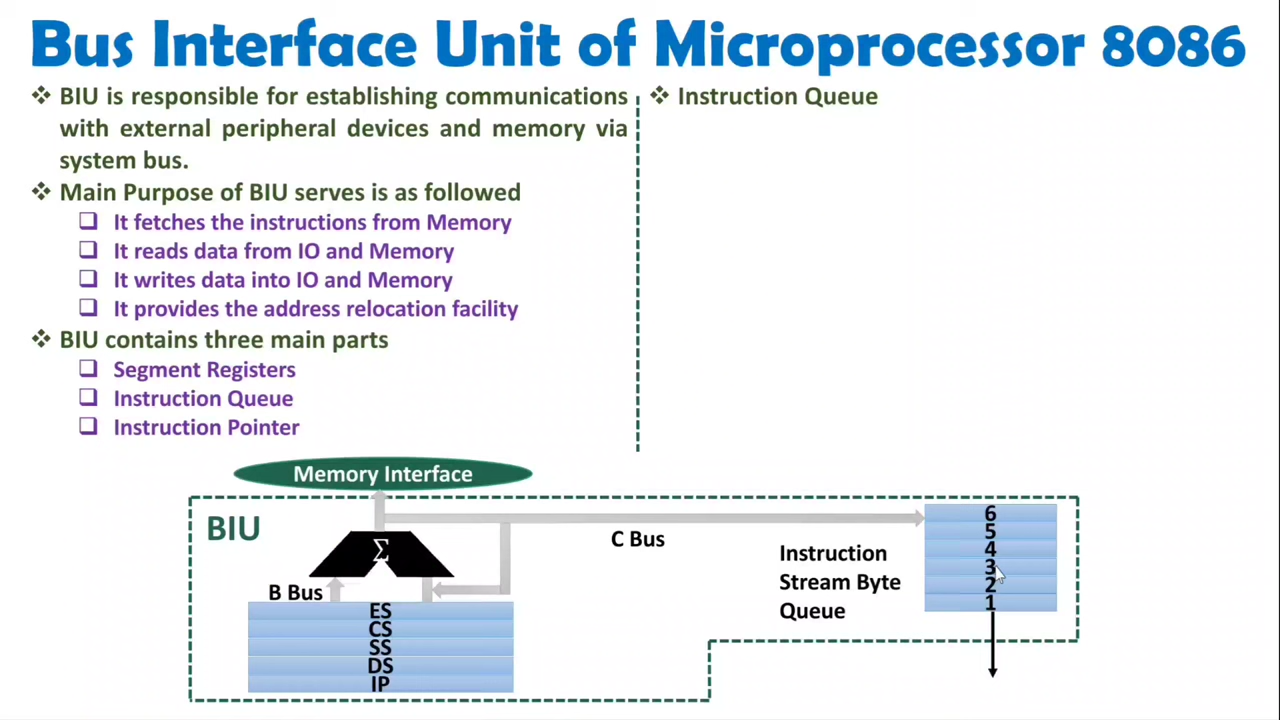 Bus Interface Unit of Microprocessor 8086
❖ BIU is responsible for establishing communications
with external peripheral devices and memory via
system bus.
❖ Main Purpose of BIU serves is as followed
❑ It fetches the instructions from Memory
❑ It reads data from IO and Memory
❑ It writes data into IO and Memory
❑ It provides the address relocation facility
❖ BIU contains three main parts
❑ Segment Registers
❑ Instruction Queue
❑ Instruction Pointer
❖ Instruction Queue
Memory Interface
BIU
Σ
B Bus
ES
CS
SS
DS
IP
C Bus
Instruction
Stream Byte
Queue
6
5
4
3
2
1